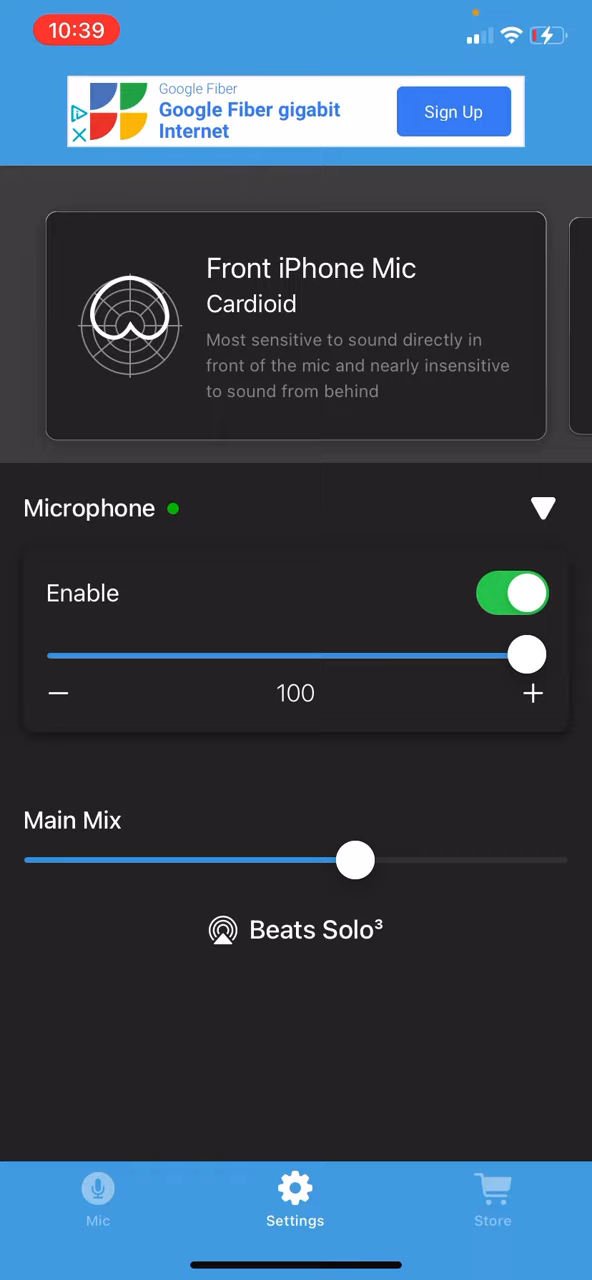 10:39
Google Fiber
Google Fiber gigabit
Internet
Sign Up
Front iPhone Mic
Cardioid
Most sensitive to sound directly in
front of the mic and nearly insensitive
to sound from behind
Microphone
Enable
100
Main Mix
Beats Solo³
Mic
Settings
Store